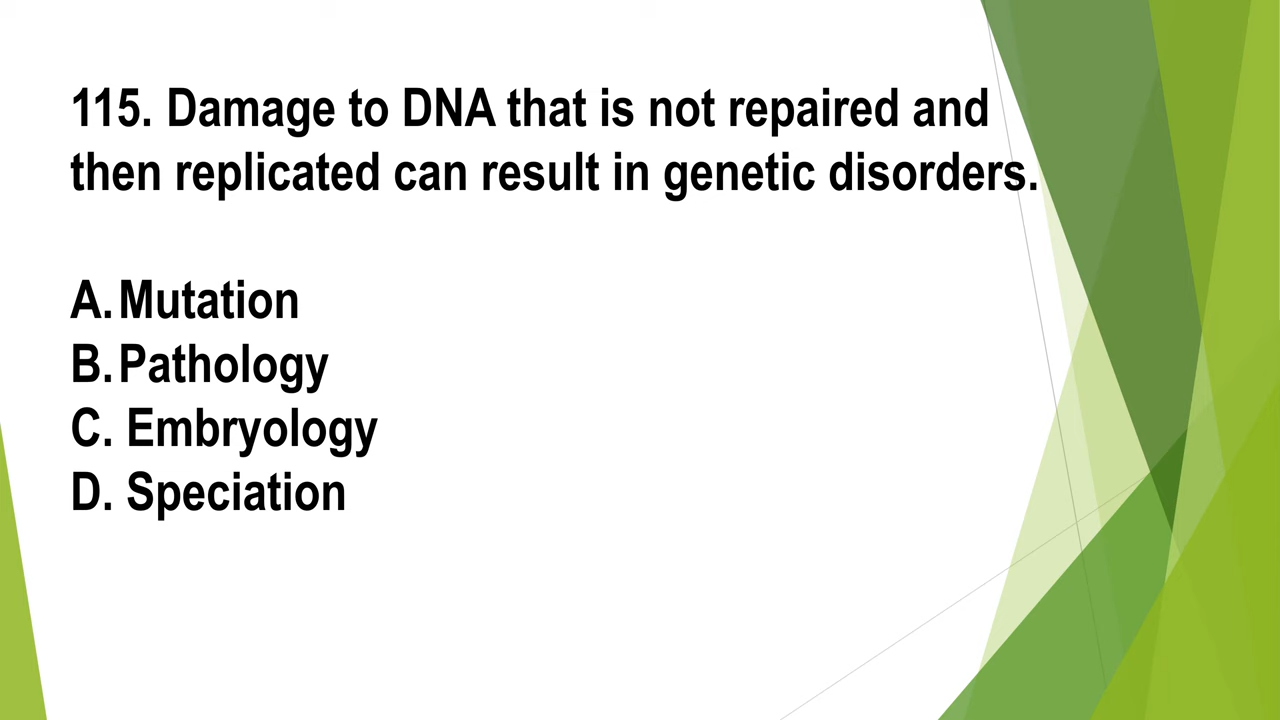 115. Damage to DNA that is not repaired and
then replicated can result in genetic disorders.
A. Mutation
B. Pathology
C. Embryology
D. Speciation